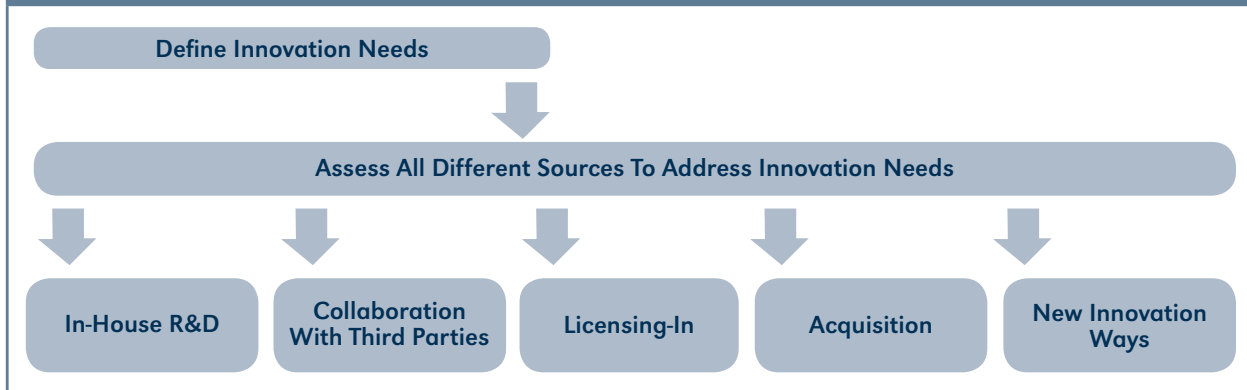 Define Innovation Needs
Assess All Different Sources To Address Innovation Needs
In-House R&D
Collaboration
With Third Parties
Licensing-In
Acquisition
New Innovation
Ways